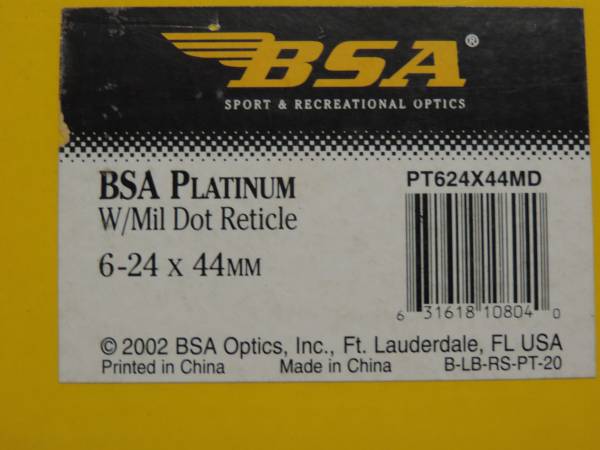 BSA®
SPORT & RECREATIONAL OPTICS
BSA PLATINUM
W/Mil Dot Reticle
6-24 X 44MM
PT624X44MD
6 31618 10804 0
© 2002 BSA Optics, Inc., Ft. Lauderdale, FL USA
Printed in China Made in China B-LB-RS-PT-20